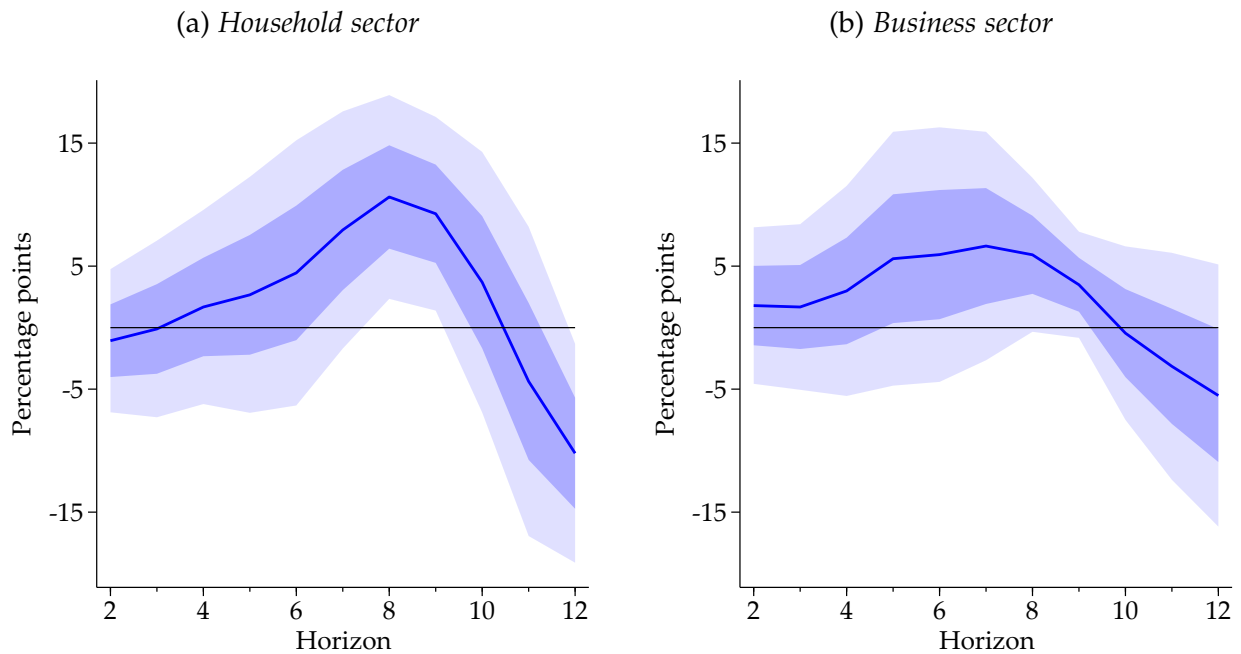 (a) Household sector
Percentage points
15
5
-5
-15
2 4 6 8 10 12
Horizon
(b) Business sector
Percentage points
15
5
-5
-15
2 4 6 8 10 12
Horizon